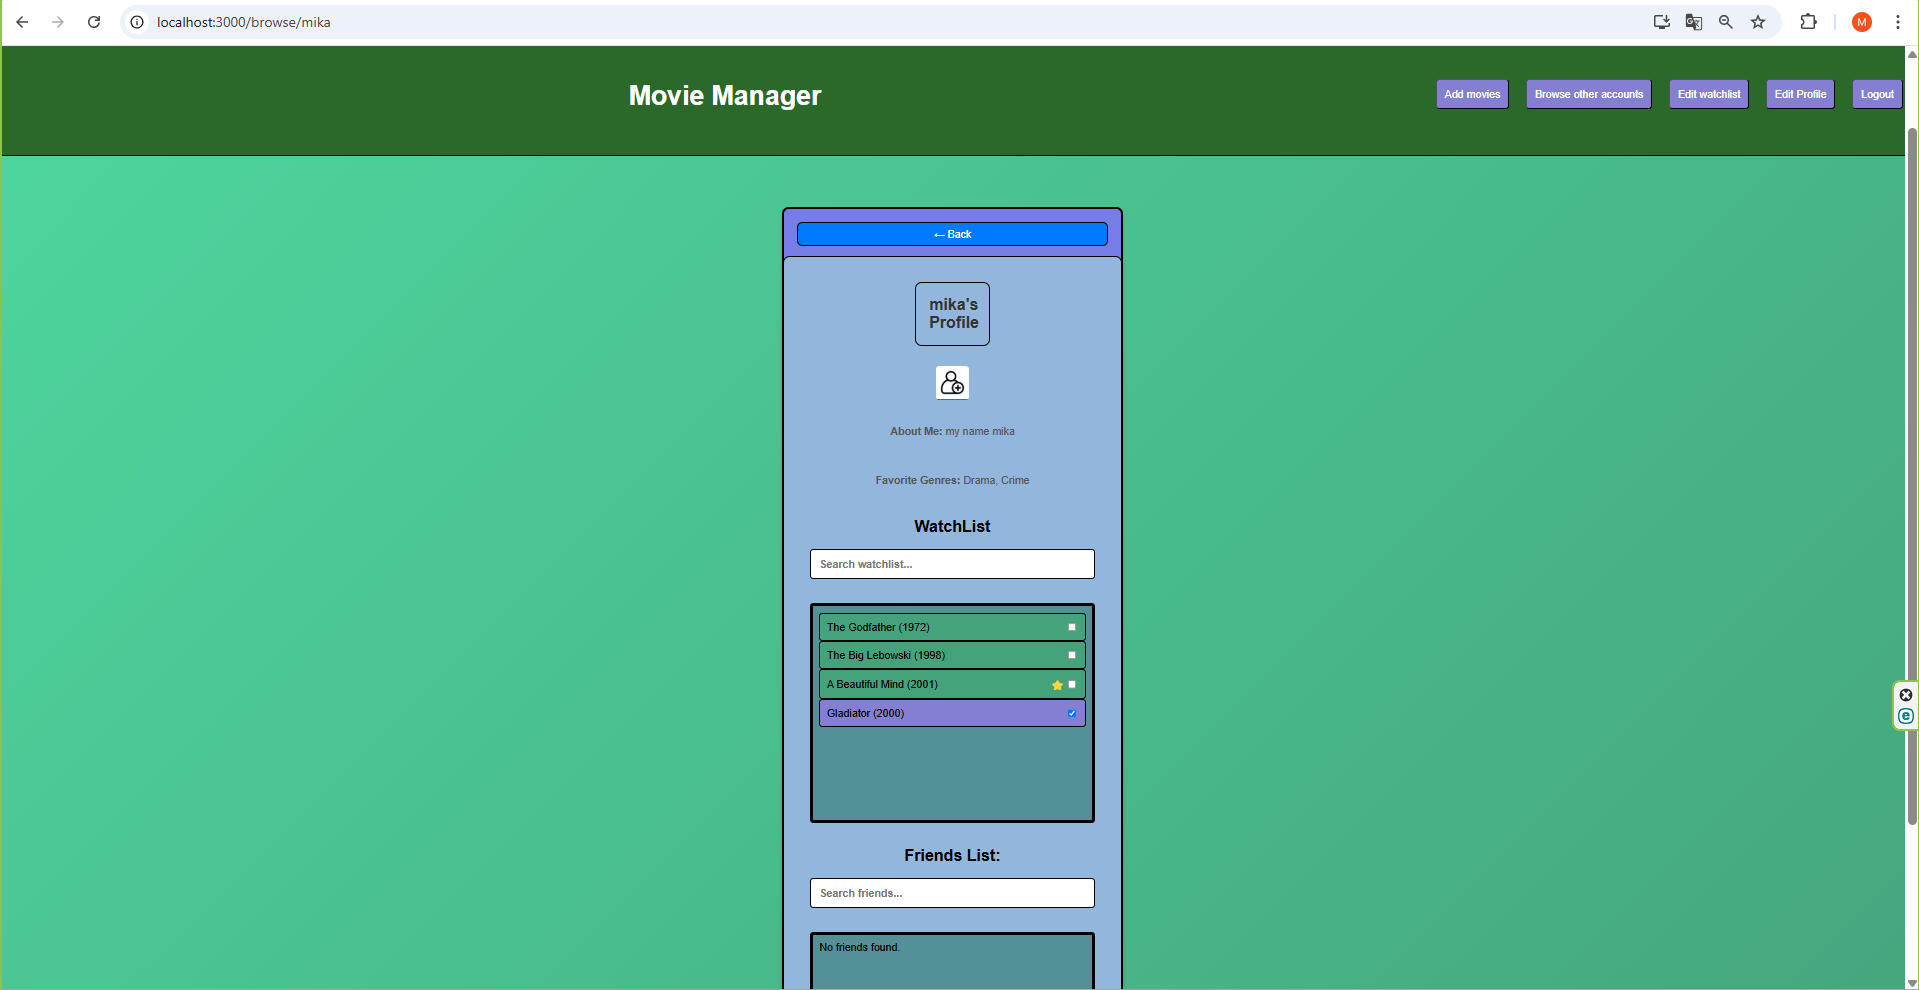 localhost:3000/browse/mika
M
Movie Manager
Add movies
Browse other accounts
Edit watchlist
Edit Profile
Logout
← Back
mika's
Profile
About Me: my name mika
Favorite Genres: Drama, Crime
WatchList
Search watchlist...
The Godfather (1972)
The Big Lebowski (1998)
A Beautiful Mind (2001)
Gladiator (2000)
Friends List:
Search friends...
No friends found.